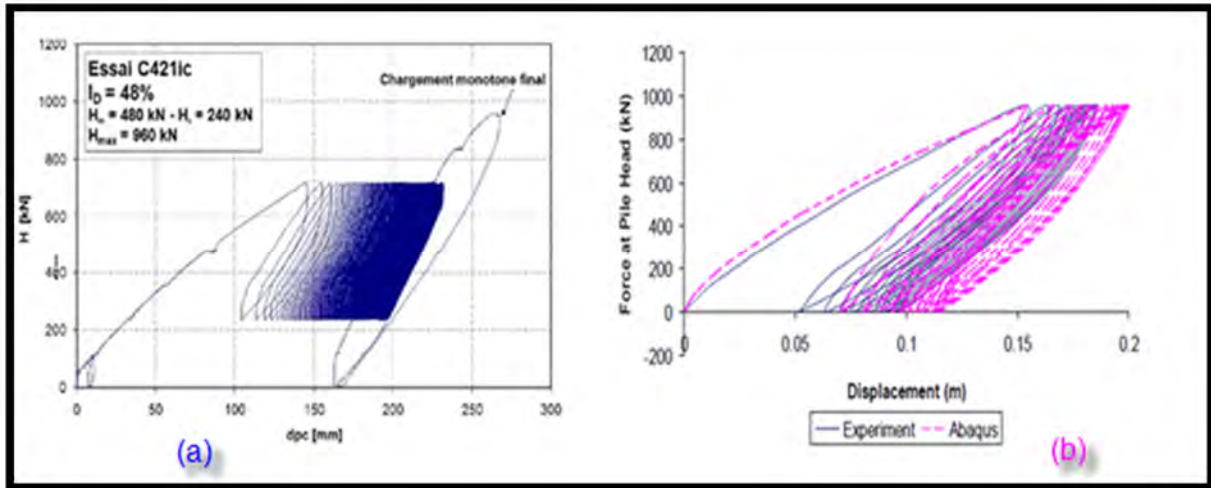 1200
1000
800
600
400
200
0
H [kN]
Essai C421ic
I_D = 48%
= 480 kN - = 240 kN
H_max = 960 kN
Chargement monotone final
0 50 100 150 200 250 300
dpc [mm]
(a)
1200
1000
800
600
400
200
0
-200
Force at Pile Head (kN)
0 0.05 0.1 0.15 0.2
Displacement (m)
Experiment Abaqus
(b)